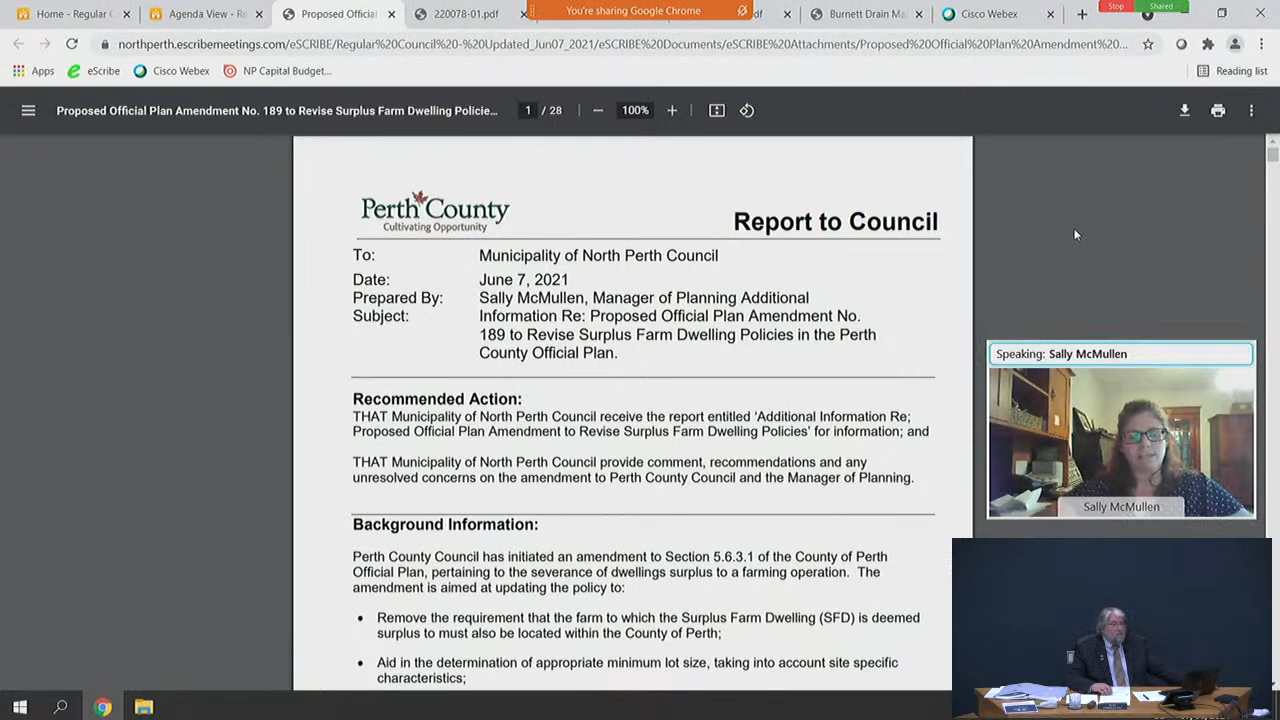 Home - Regular C
Agenda View - Re
Proposed Official
220078-01.pdf
You're sharing Google Chrome
Burnett Drain Ma
Cisco Webex
Stop
Shared
northperth.escribemeetings.com/eSCRIBE/Regular%20Council%20-%20Updated_Jun07_2021/eSCRIBE%20Documents/eSCRIBE%20Attachments/Proposed%20Official%20Plan%20Amendment%20...
Apps
eScribe
Cisco Webex
NP Capital Budget...
Reading list
Proposed Official Plan Amendment No. 189 to Revise Surplus Farm Dwelling Policie...
1 / 28
100%
Perth County
Cultivating Opportunity
Report to Council
To: Municipality of North Perth Council
Date: June 7, 2021
Prepared By: Sally McMullen, Manager of Planning Additional
Subject: Information Re: Proposed Official Plan Amendment No.
189 to Revise Surplus Farm Dwelling Policies in the Perth
County Official Plan.
Recommended Action:
THAT Municipality of North Perth Council receive the report entitled ‘Additional Information Re;
Proposed Official Plan Amendment to Revise Surplus Farm Dwelling Policies’ for information; and
THAT Municipality of North Perth Council provide comment, recommendations and any
unresolved concerns on the amendment to Perth County Council and the Manager of Planning.
Background Information:
Perth County Council has initiated an amendment to Section 5.6.3.1 of the County of Perth
Official Plan, pertaining to the severance of dwellings surplus to a farming operation. The
amendment is aimed at updating the policy to:
• Remove the requirement that the farm to which the Surplus Farm Dwelling (SFD) is deemed
surplus to must also be located within the County of Perth;
• Aid in the determination of appropriate minimum lot size, taking into account site specific
characteristics;
Speaking: Sally McMullen
Sally McMullen